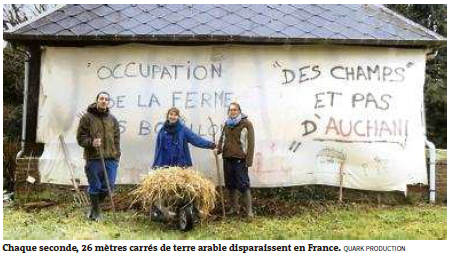 "OCCUPATION
DE LA FERME
"DES CHAMPS"
ET PAS
D'AUCHAN!"
Chaque seconde, 26 mètres carrés de terre arable disparaissent en France. QUARK PRODUCTION